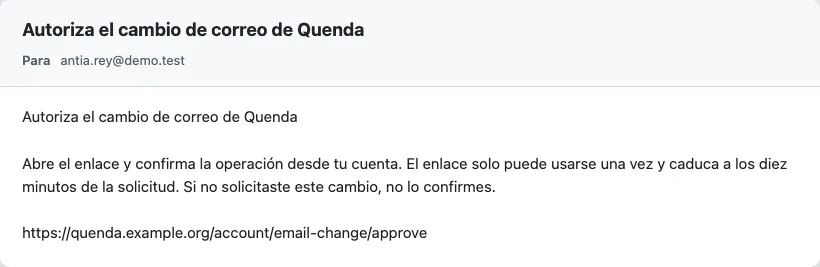 Autoriza el cambio de correo de Quenda
Para antia.rey@demo.test
Autoriza el cambio de correo de Quenda
Abre el enlace y confirma la operación desde tu cuenta. El enlace solo puede usarse una vez y caduca a los diez
minutos de la solicitud. Si no solicitaste este cambio, no lo confirmes.
https://quenda.example.org/account/email-change/approve